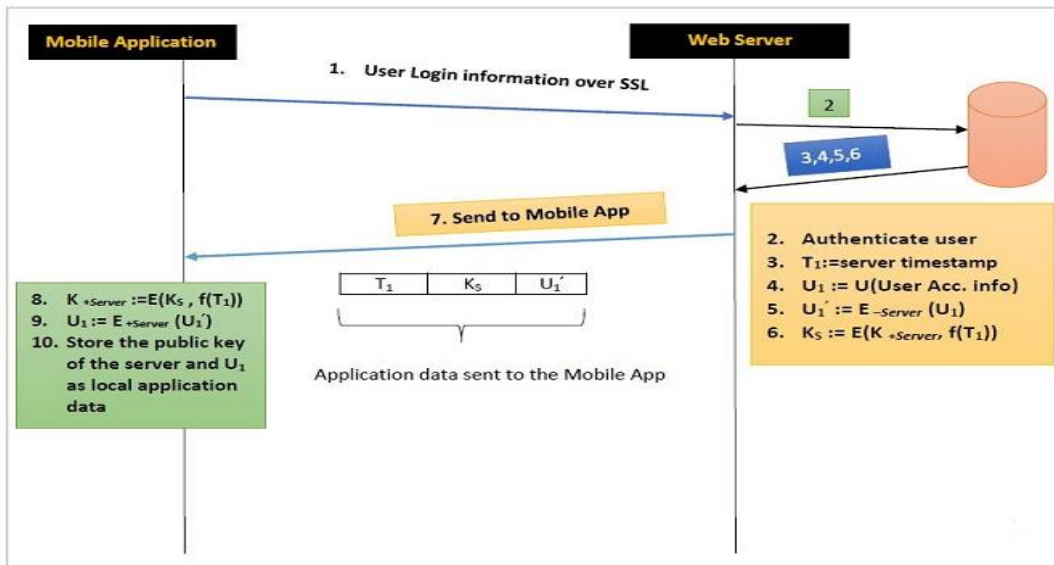 Mobile Application
Web Server
1. User Login information over SSL
2
3,4,5,6
7. Send to Mobile App
2. Authenticate user
3. T₁:=server timestamp
4. U₁ := U(User Acc. info)
5. U₁′ := E –Server (U₁)
6. Kₛ := E(K +Server, f(T₁))
T₁ Kₛ U₁′
Application data sent to the Mobile App
8. K +Server :=E(Kₛ , f(T₁))
9. U₁ := E +Server (U₁′)
10. Store the public key
of the server and U₁
as local application
data